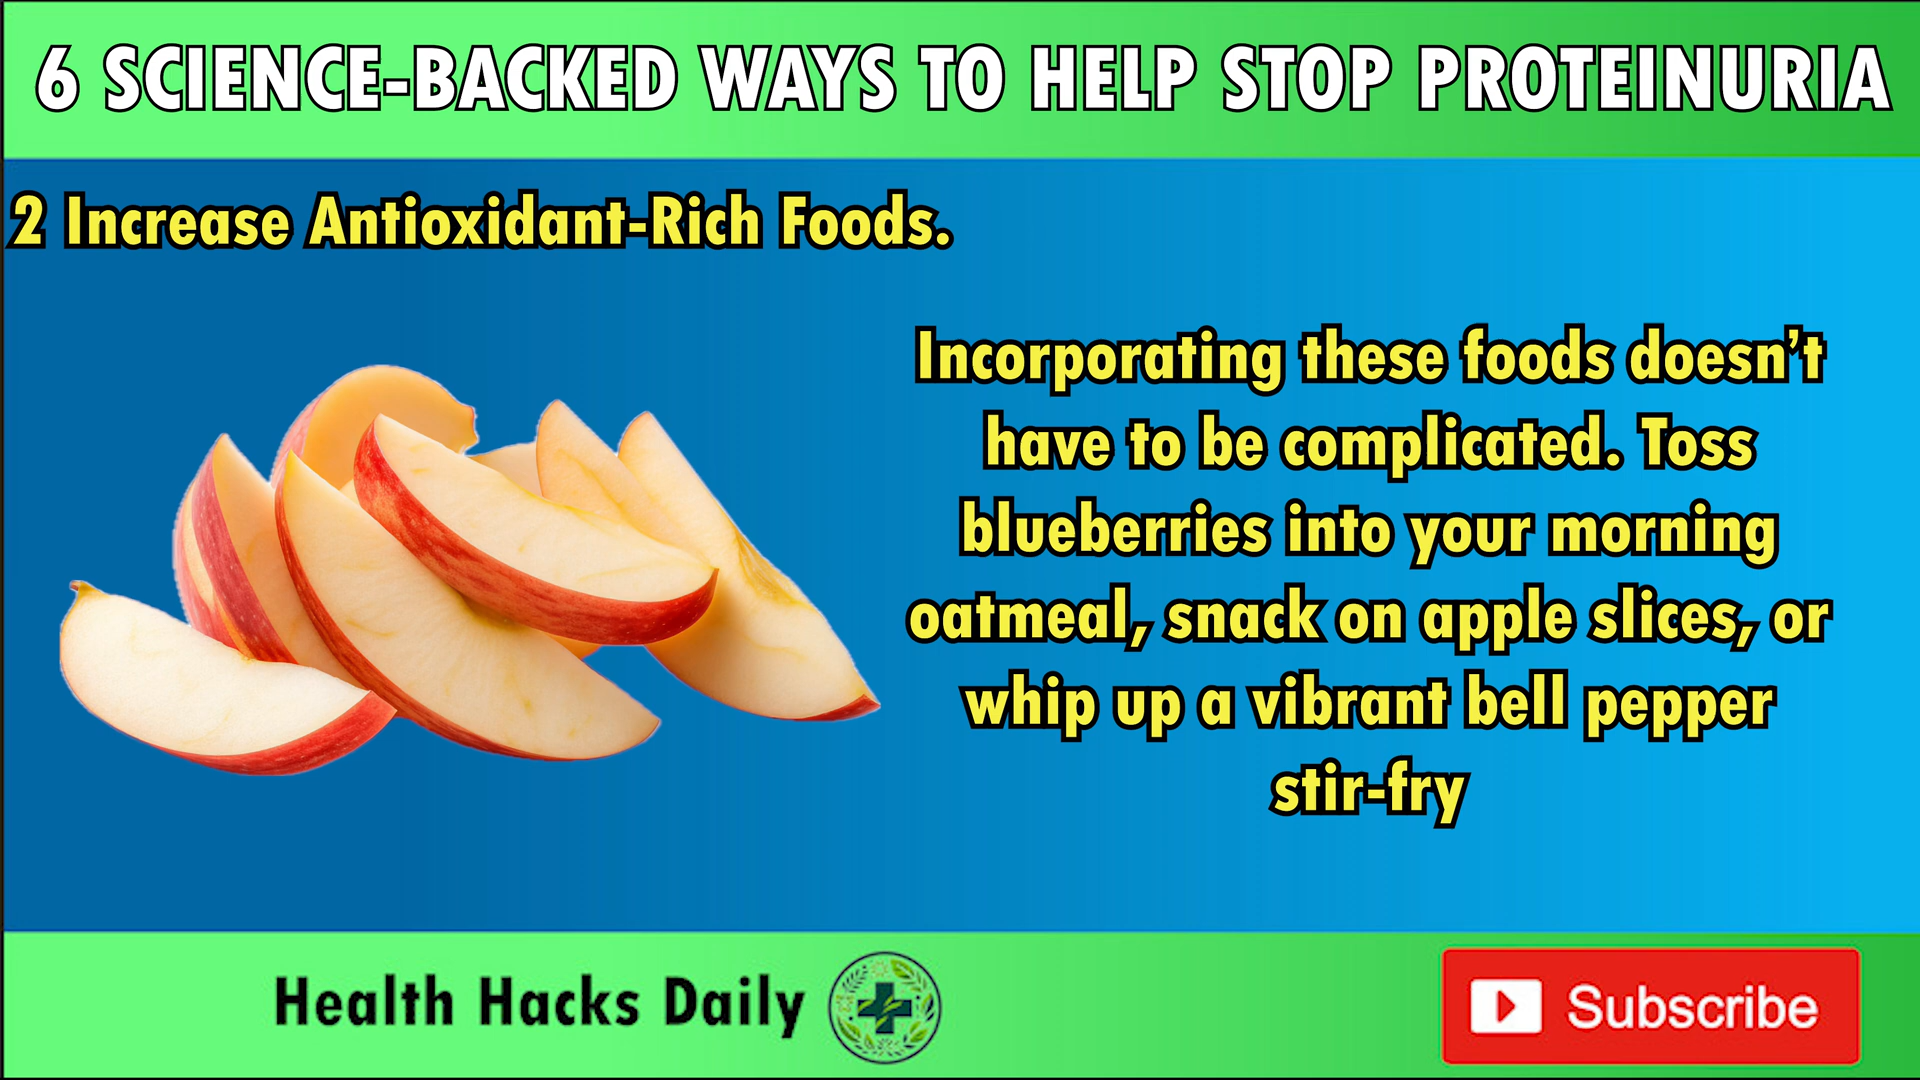 6 SCIENCE-BACKED WAYS TO HELP STOP PROTEINURIA
2 Increase Antioxidant-Rich Foods.
Incorporating these foods doesn’t
have to be complicated. Toss
blueberries into your morning
oatmeal, snack on apple slices, or
whip up a vibrant bell pepper
stir-fry
Health Hacks Daily
Subscribe